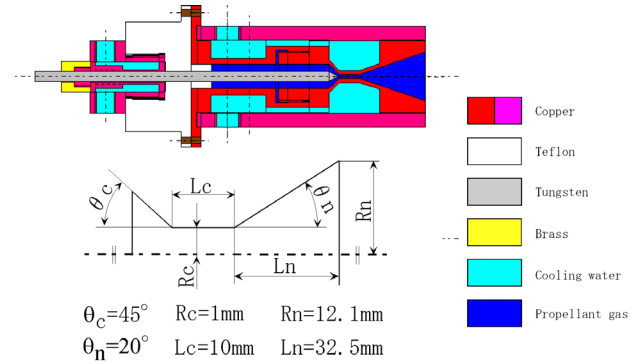 Copper
Teflon
Tungsten
Brass
Cooling water
Propellant gas
θc
Lc
θn
Rn
Rc
Ln
θc=45° Rc=1mm Rn=12.1mm
θn=20° Lc=10mm Ln=32.5mm